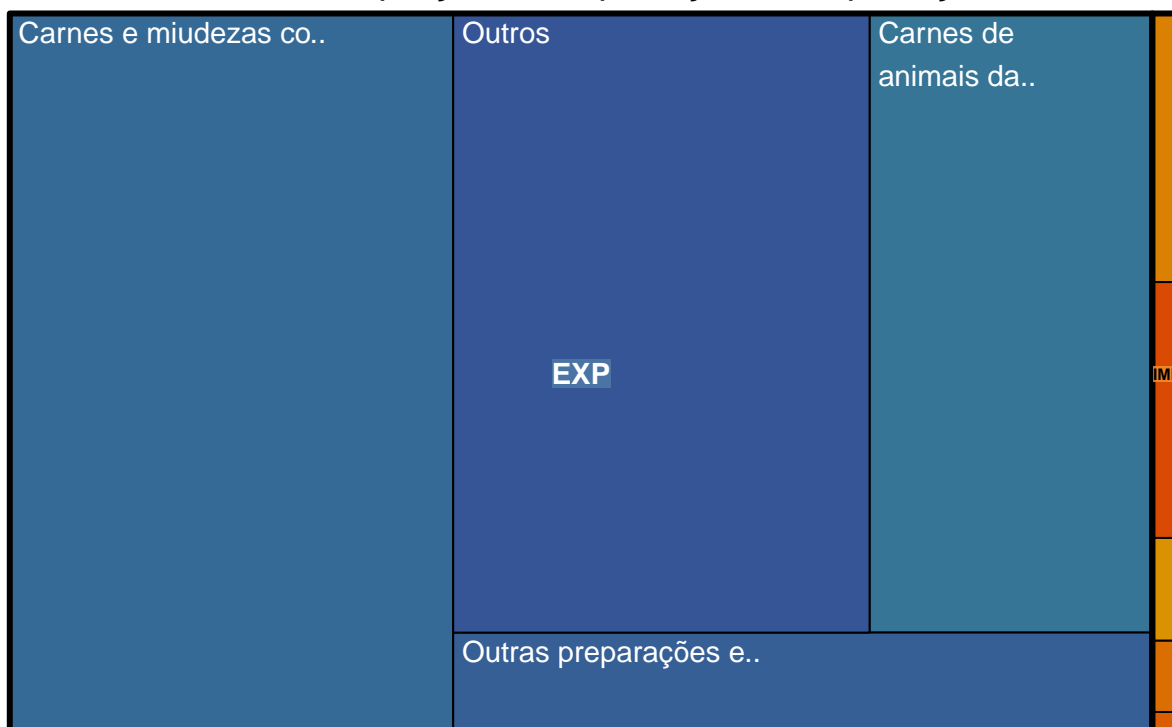 Carnes e miudezas co..
Outros
Carnes de
animais da..
EXP
IM
Outras preparações e..